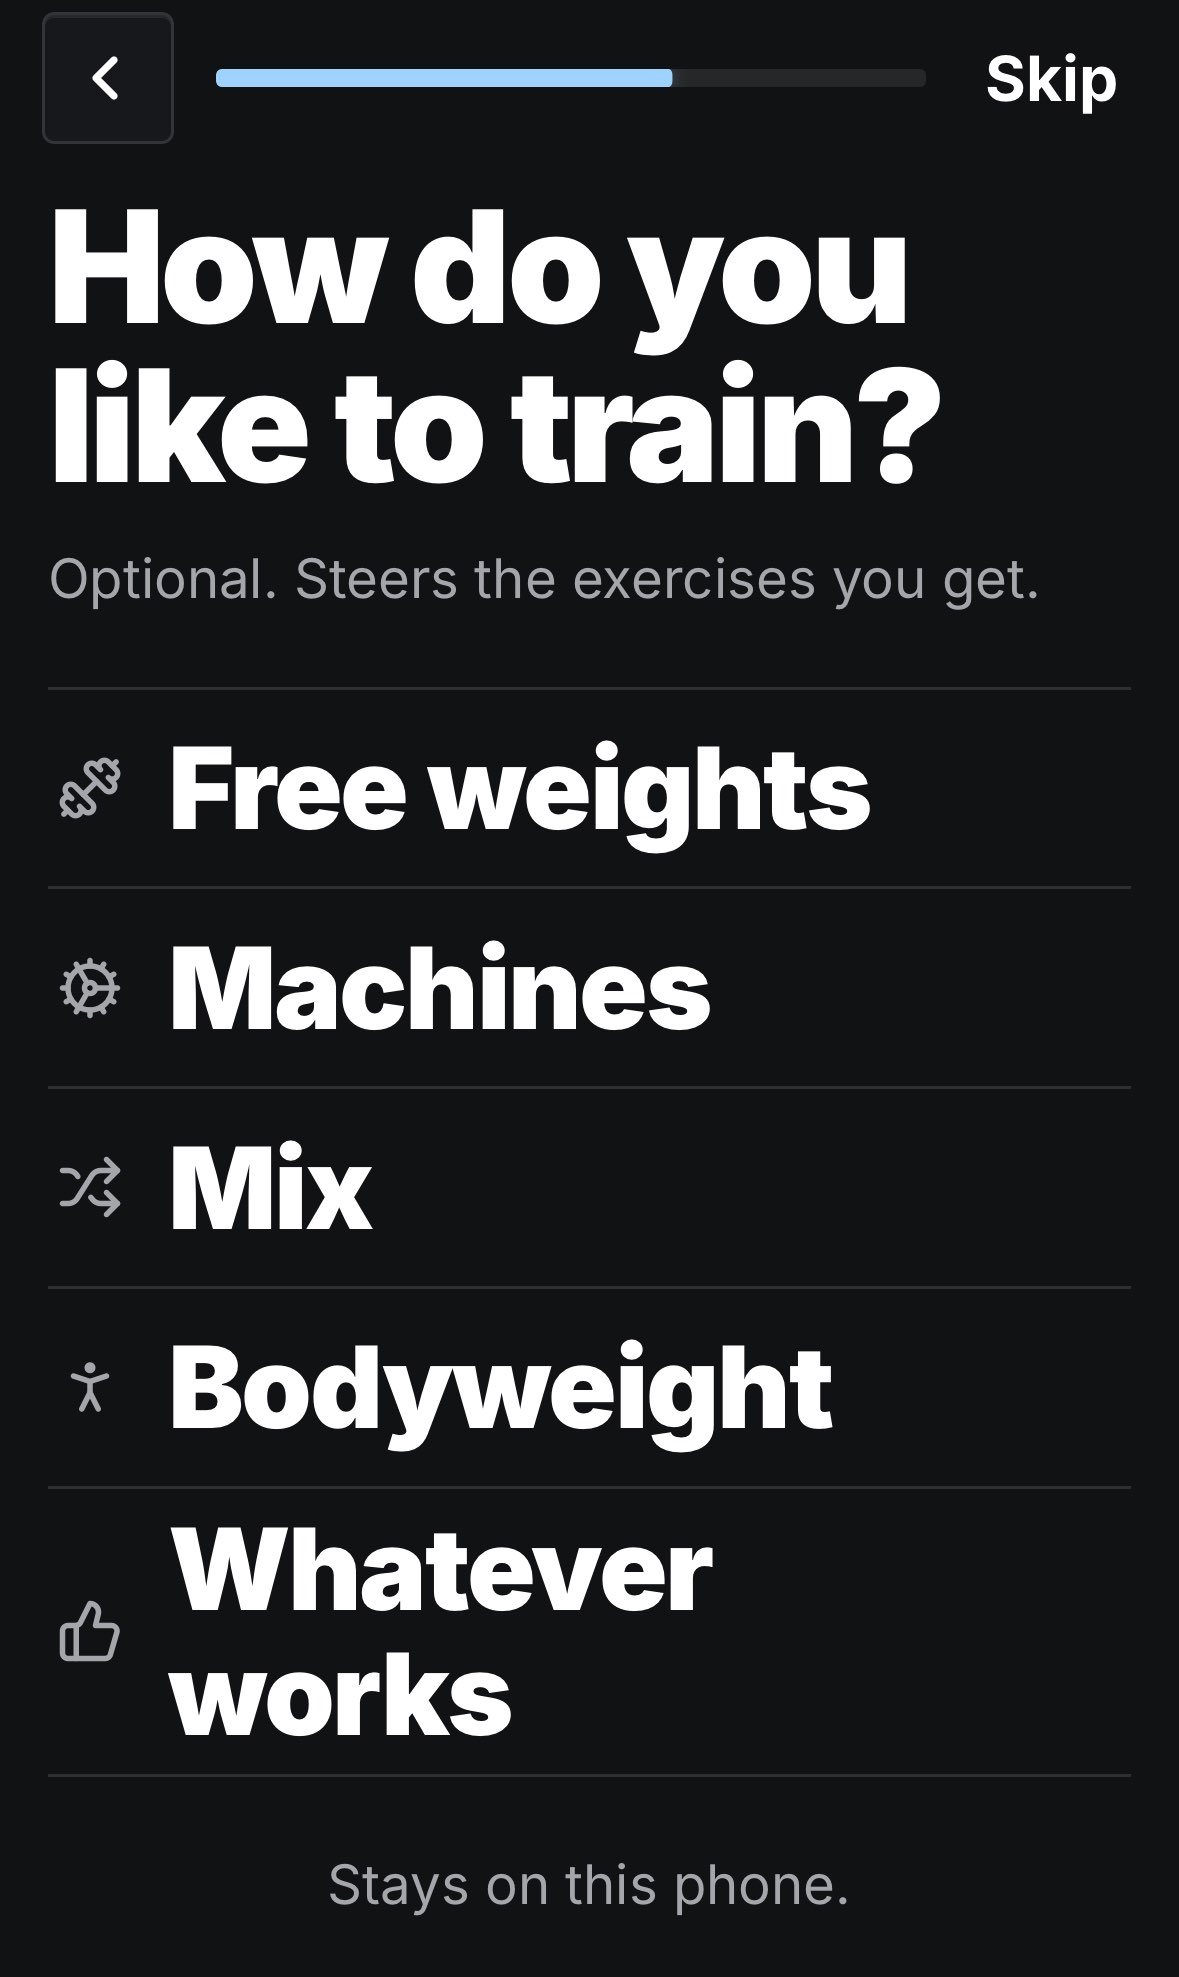 Skip
How do you
like to train?
Optional. Steers the exercises you get.
Free weights
Machines
Mix
Bodyweight
Whatever
works
Stays on this phone.